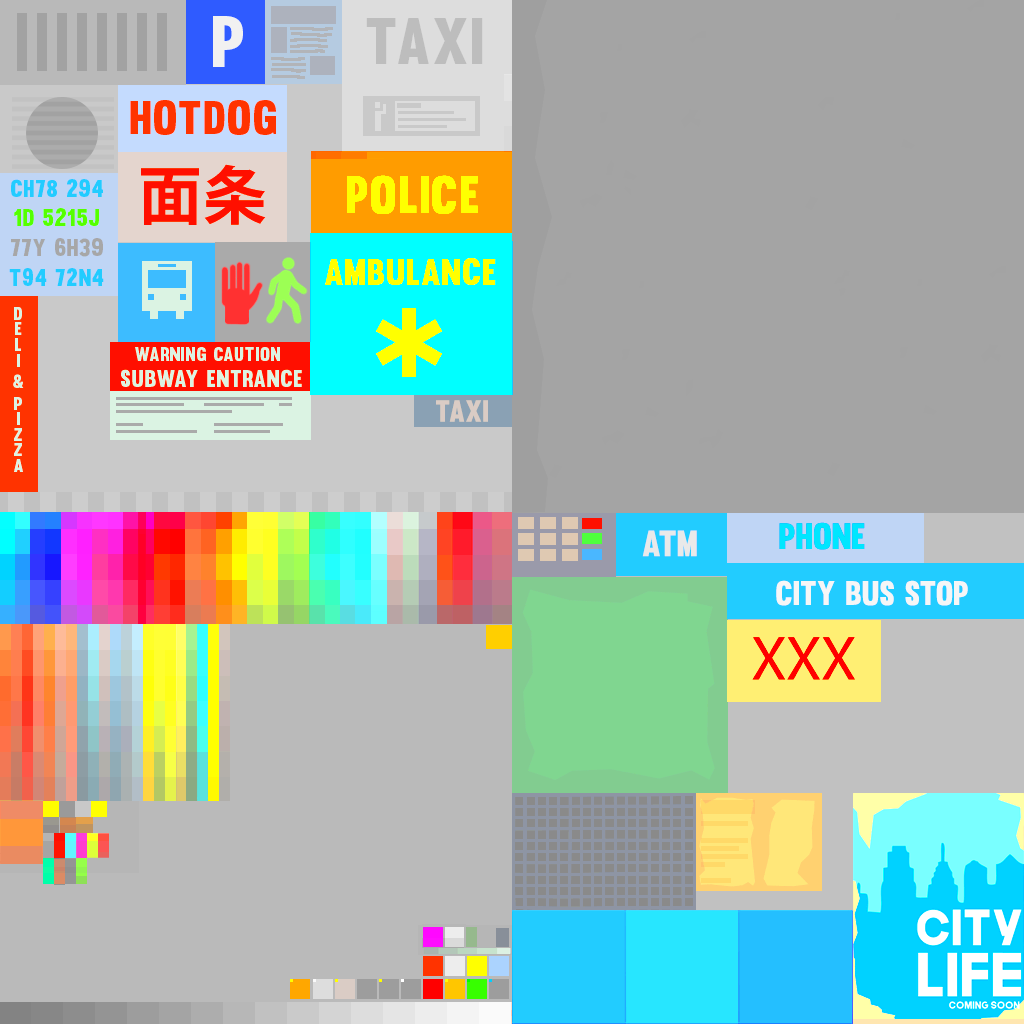 P
TAXI
HOTDOG
面条
POLICE
CH78 294
1D 5215J
77Y 6H39
T94 72N4
AMBULANCE
DELI & PIZZA
WARNING CAUTION
SUBWAY ENTRANCE
TAXI
ATM
PHONE
CITY BUS STOP
XXX
CITY
LIFE
COMING SOON